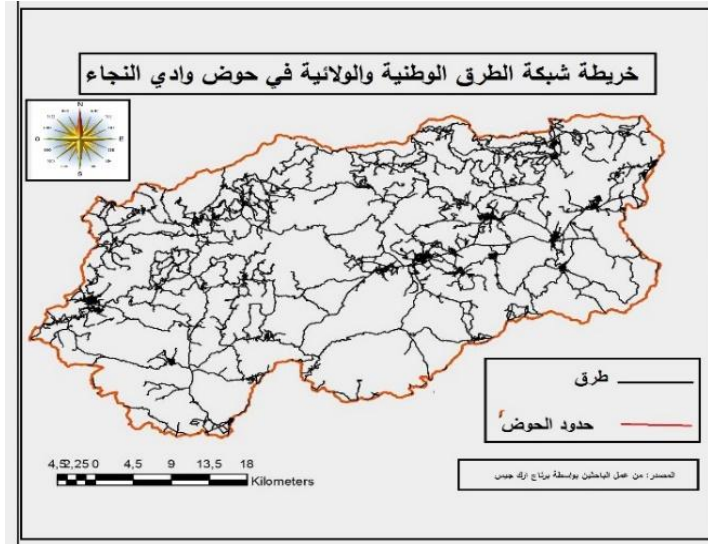 خريطة شبكة الطرق الوطنية والولائية في حوض وادي النجاء
N
O E
S
طرق
حدود الحوض
4,5 2,25 0 4,5 9 13,5 18
Kilometers
المصدر: من عمل الباحثين بواسطة برناج ارك جيس